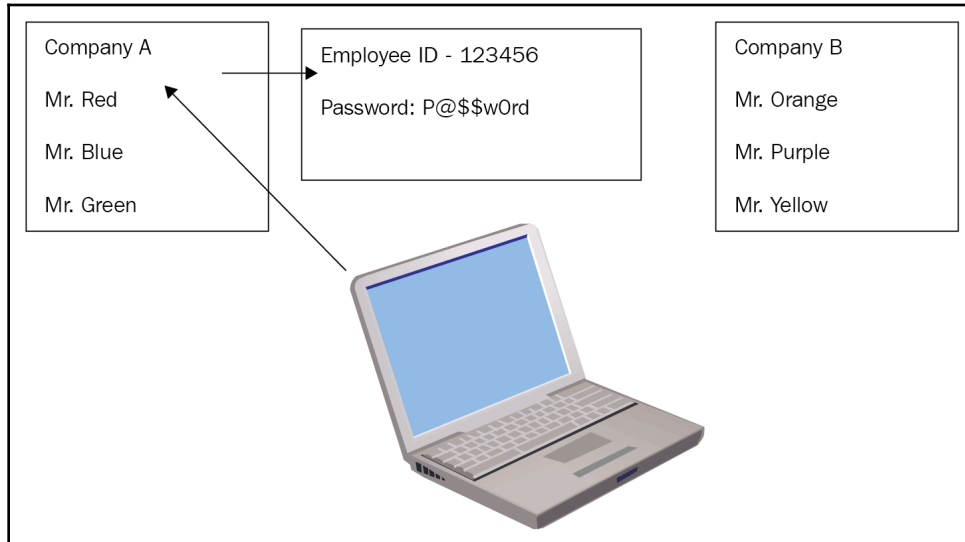 Company A
Mr. Red
Mr. Blue
Mr. Green
Employee ID - 123456
Password: P@$$w0rd
Company B
Mr. Orange
Mr. Purple
Mr. Yellow